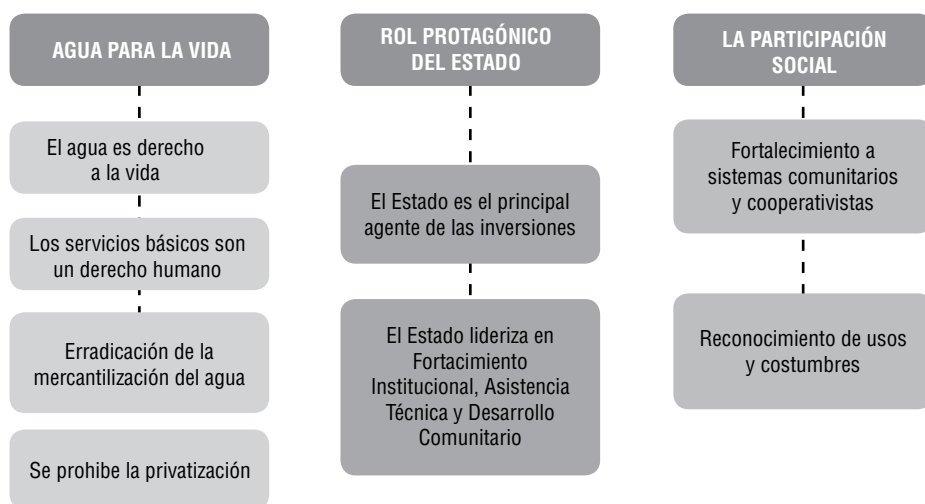 AGUA PARA LA VIDA
El agua es derecho
a la vida
Los servicios básicos son
un derecho humano
Erradicación de la
mercantilización del agua
Se prohibe la privatización
ROL PROTAGÓNICO
DEL ESTADO
El Estado es el principal
agente de las inversiones
El Estado lideriza en
Fortacimiento
Institucional, Asistencia
Técnica y Desarrollo
Comunitario
LA PARTICIPACIÓN
SOCIAL
Fortalecimiento a
sistemas comunitarios
y cooperativistas
Reconocimiento de usos
y costumbres